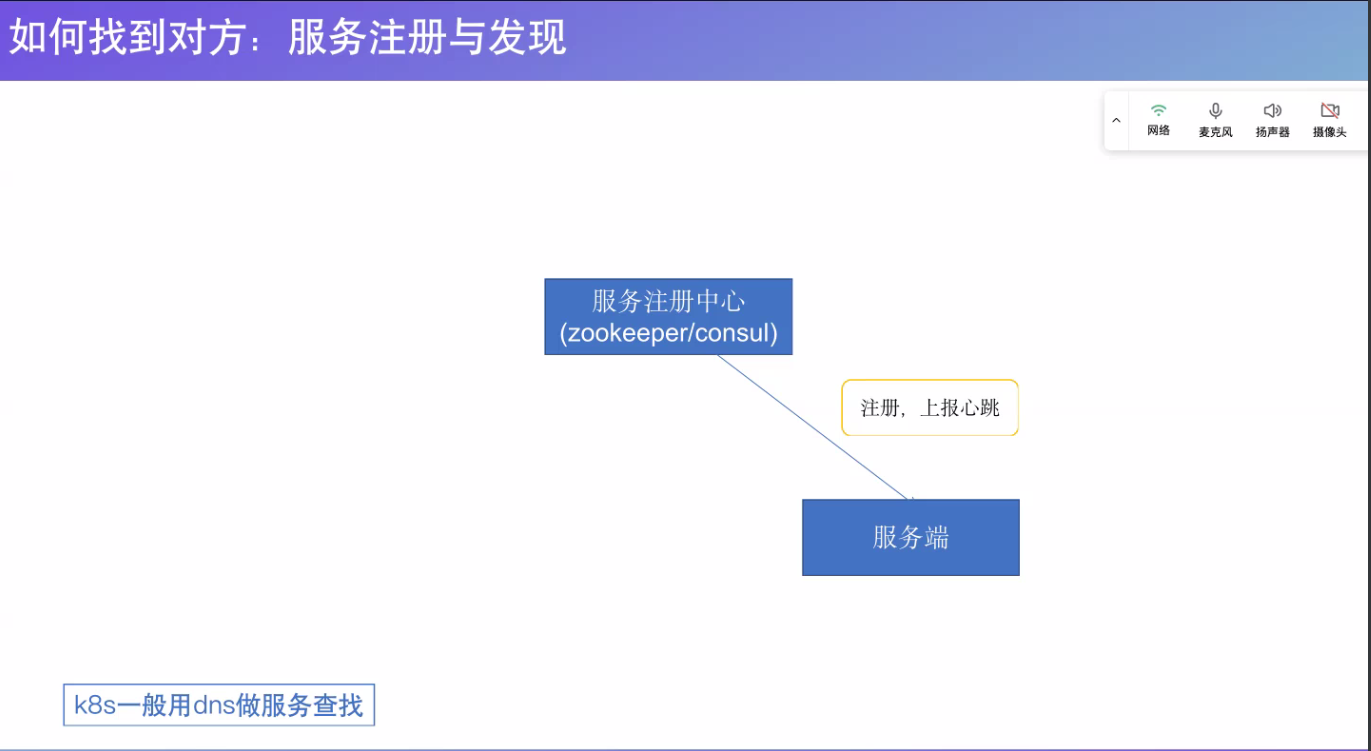 如何找到对方：服务注册与发现
网络
麦克风
扬声器
摄像头
服务注册中心
(zookeeper/consul)
注册，上报心跳
服务端
k8s一般用dns做服务查找